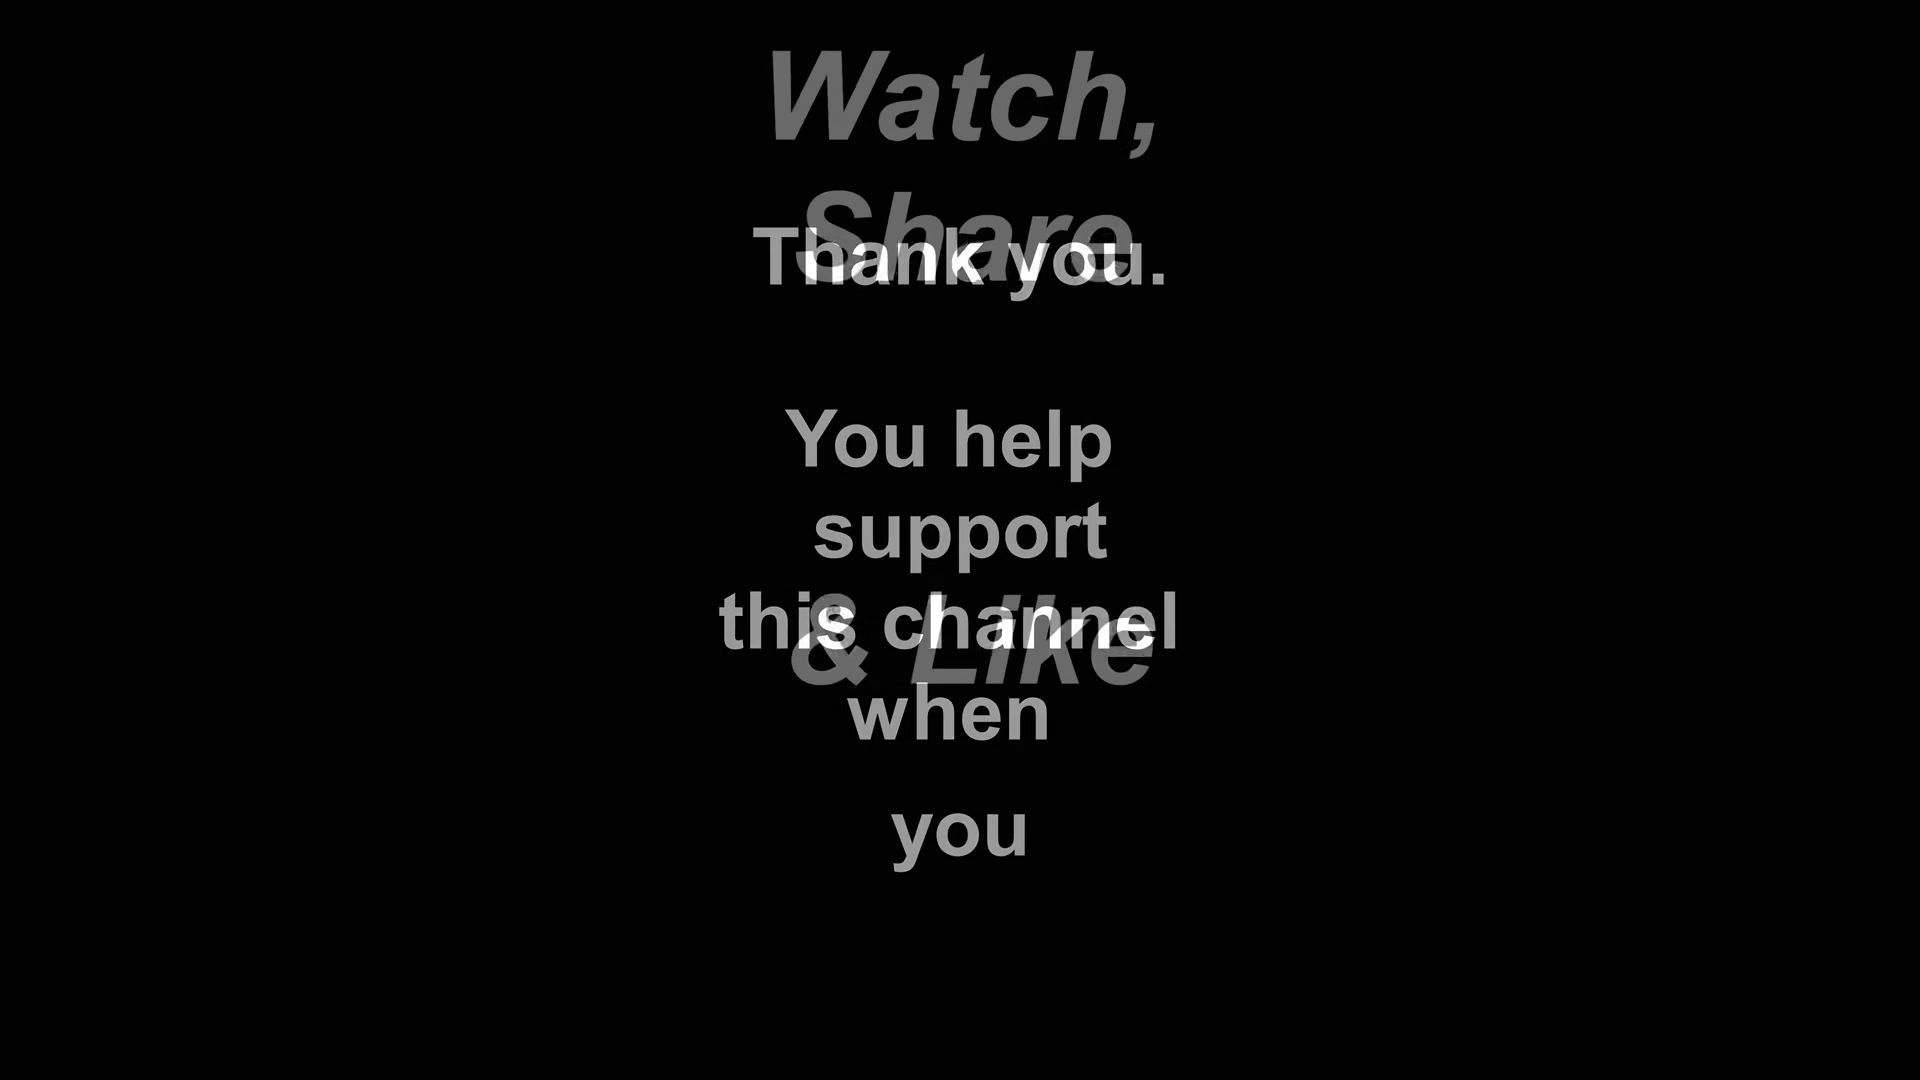 Watch,
Share
Thank you.
You help
support
this channel
& Like
when
you